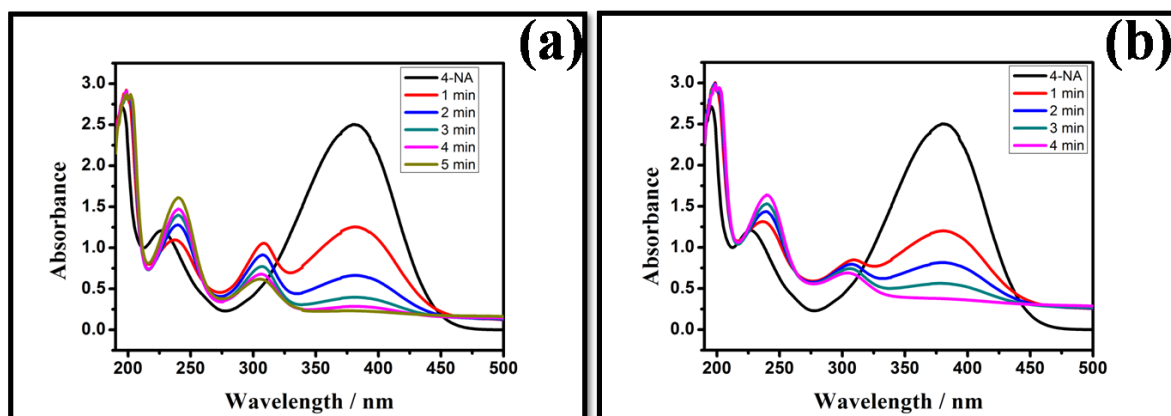 (a)
4-NA
1 min
2 min
3 min
4 min
5 min
3.0
2.5
2.0
1.5
1.0
0.5
0.0
Absorbance
200 250 300 350 400 450 500
Wavelength / nm
(b)
4-NA
1 min
2 min
3 min
4 min
3.0
2.5
2.0
1.5
1.0
0.5
0.0
Absorbance
200 250 300 350 400 450 500
Wavelength / nm